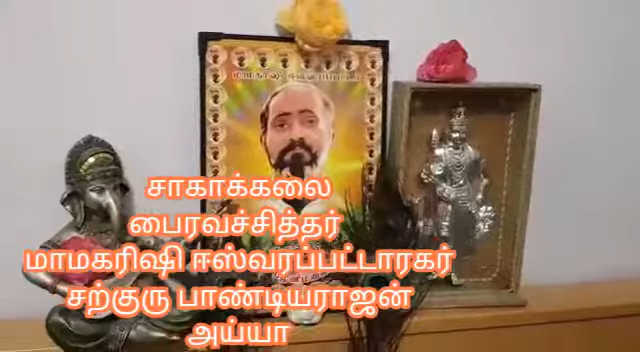 சாகாக்கலை
பைரவச்சித்தர்
மாமகரிஷி ஈஸ்வரப்பட்டாரகர்
சற்குரு பாண்டியராஜன்
அய்யா